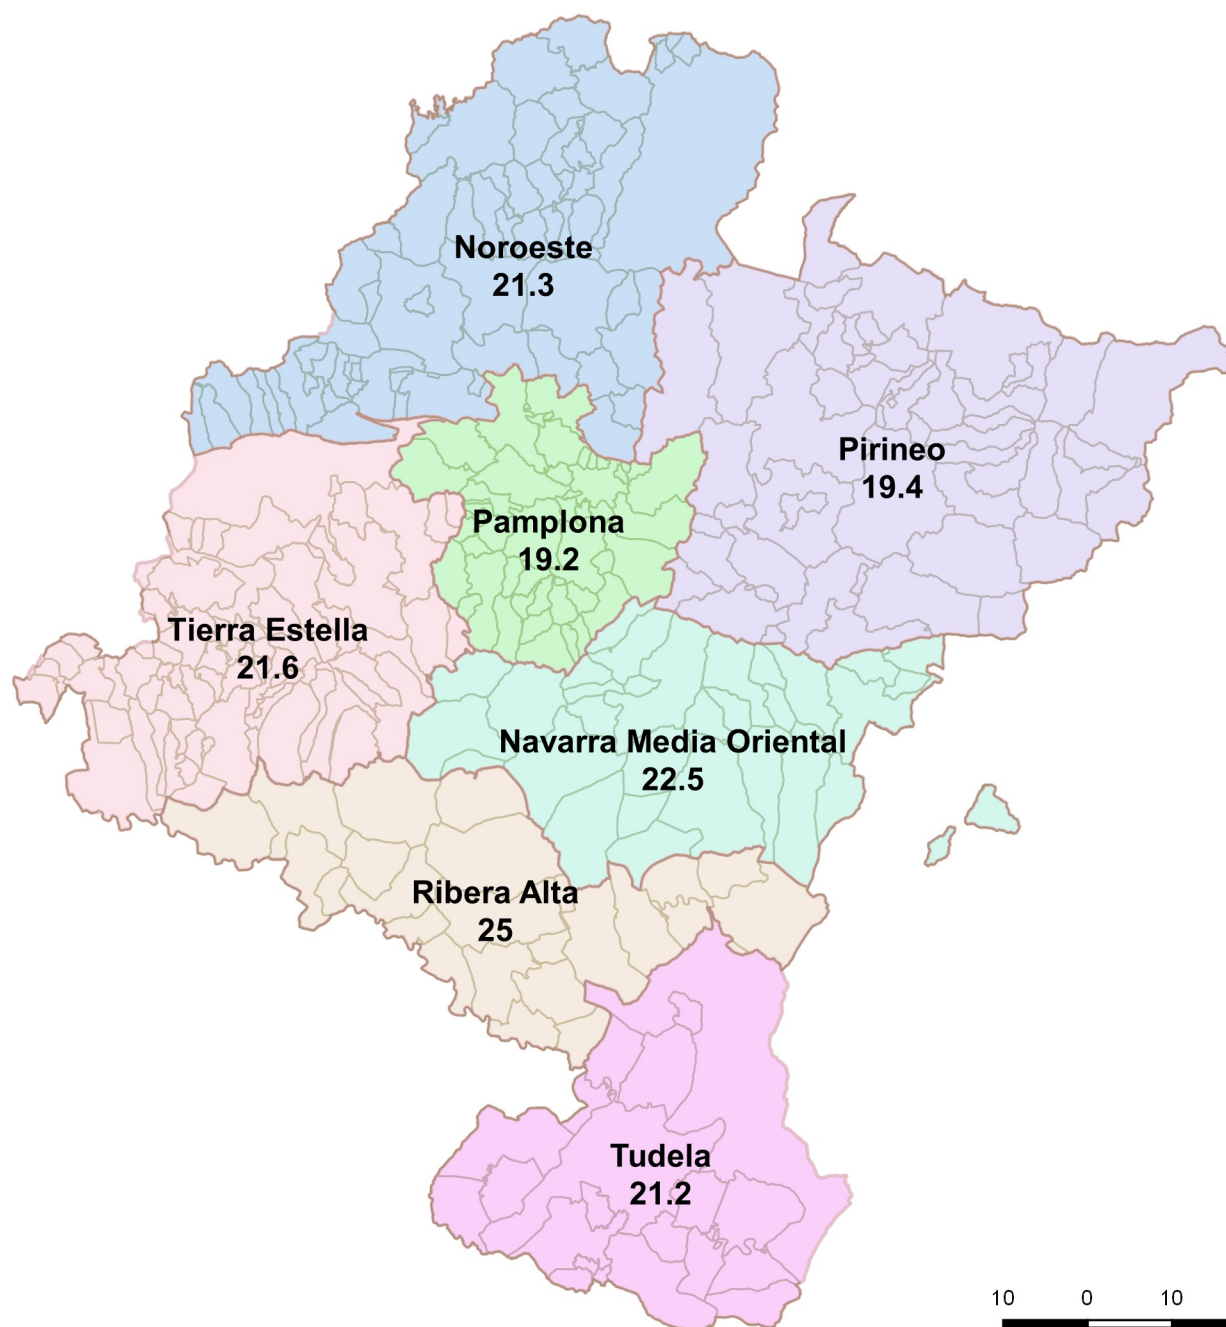 Noroeste
21.3
Pirineo
19.4
Pamplona
19.2
Tierra Estella
21.6
Navarra Media Oriental
22.5
Ribera Alta
25
Tudela
21.2
10 0 10